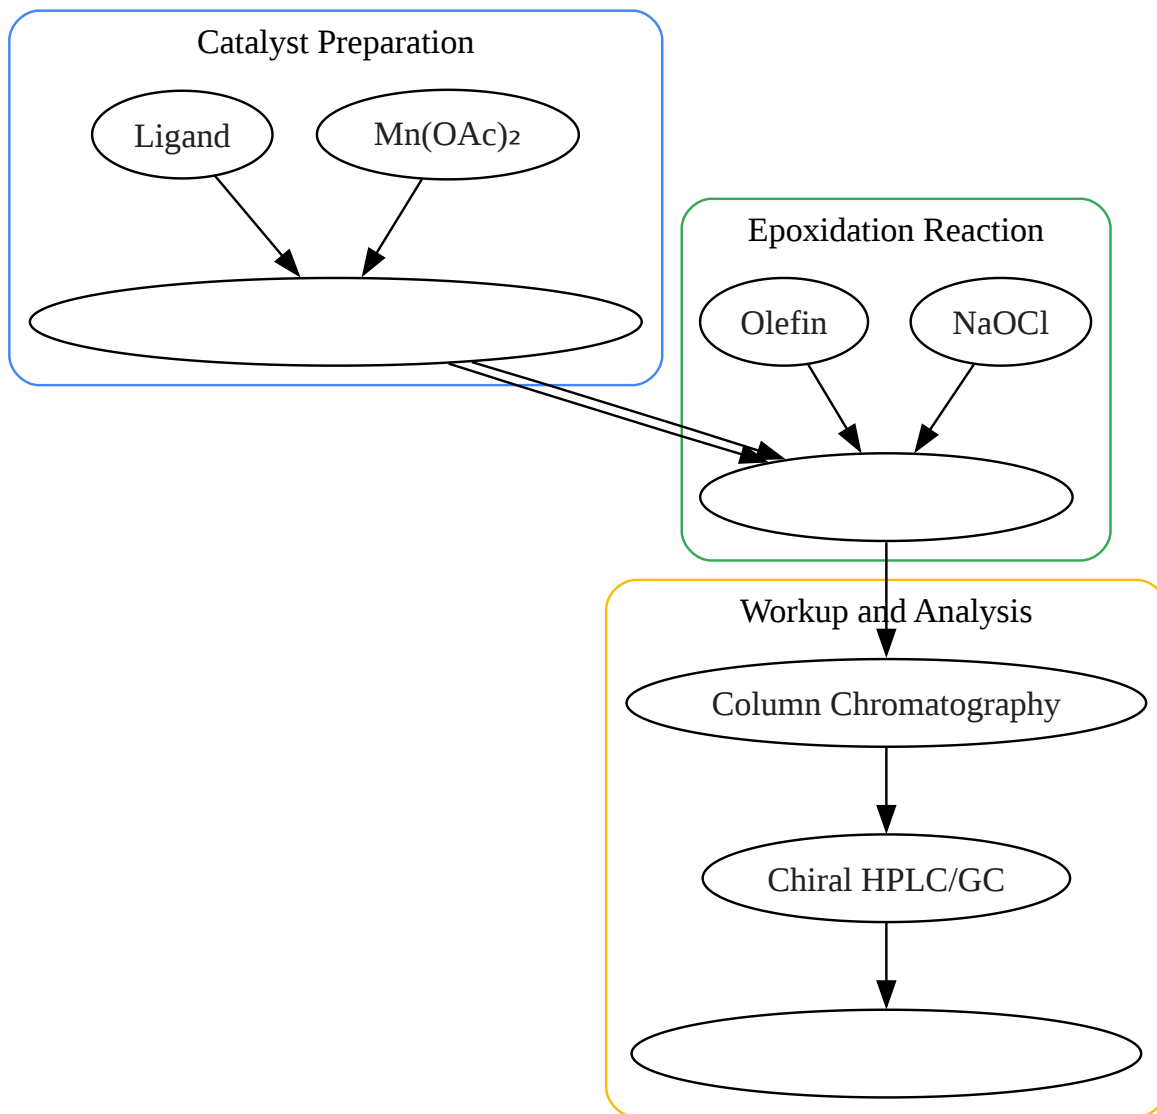 Catalyst Preparation
Ligand
Mn(OAc)₂
Epoxidation Reaction
Olefin
NaOCl
Workup and Analysis
Column Chromatography
Chiral HPLC/GC